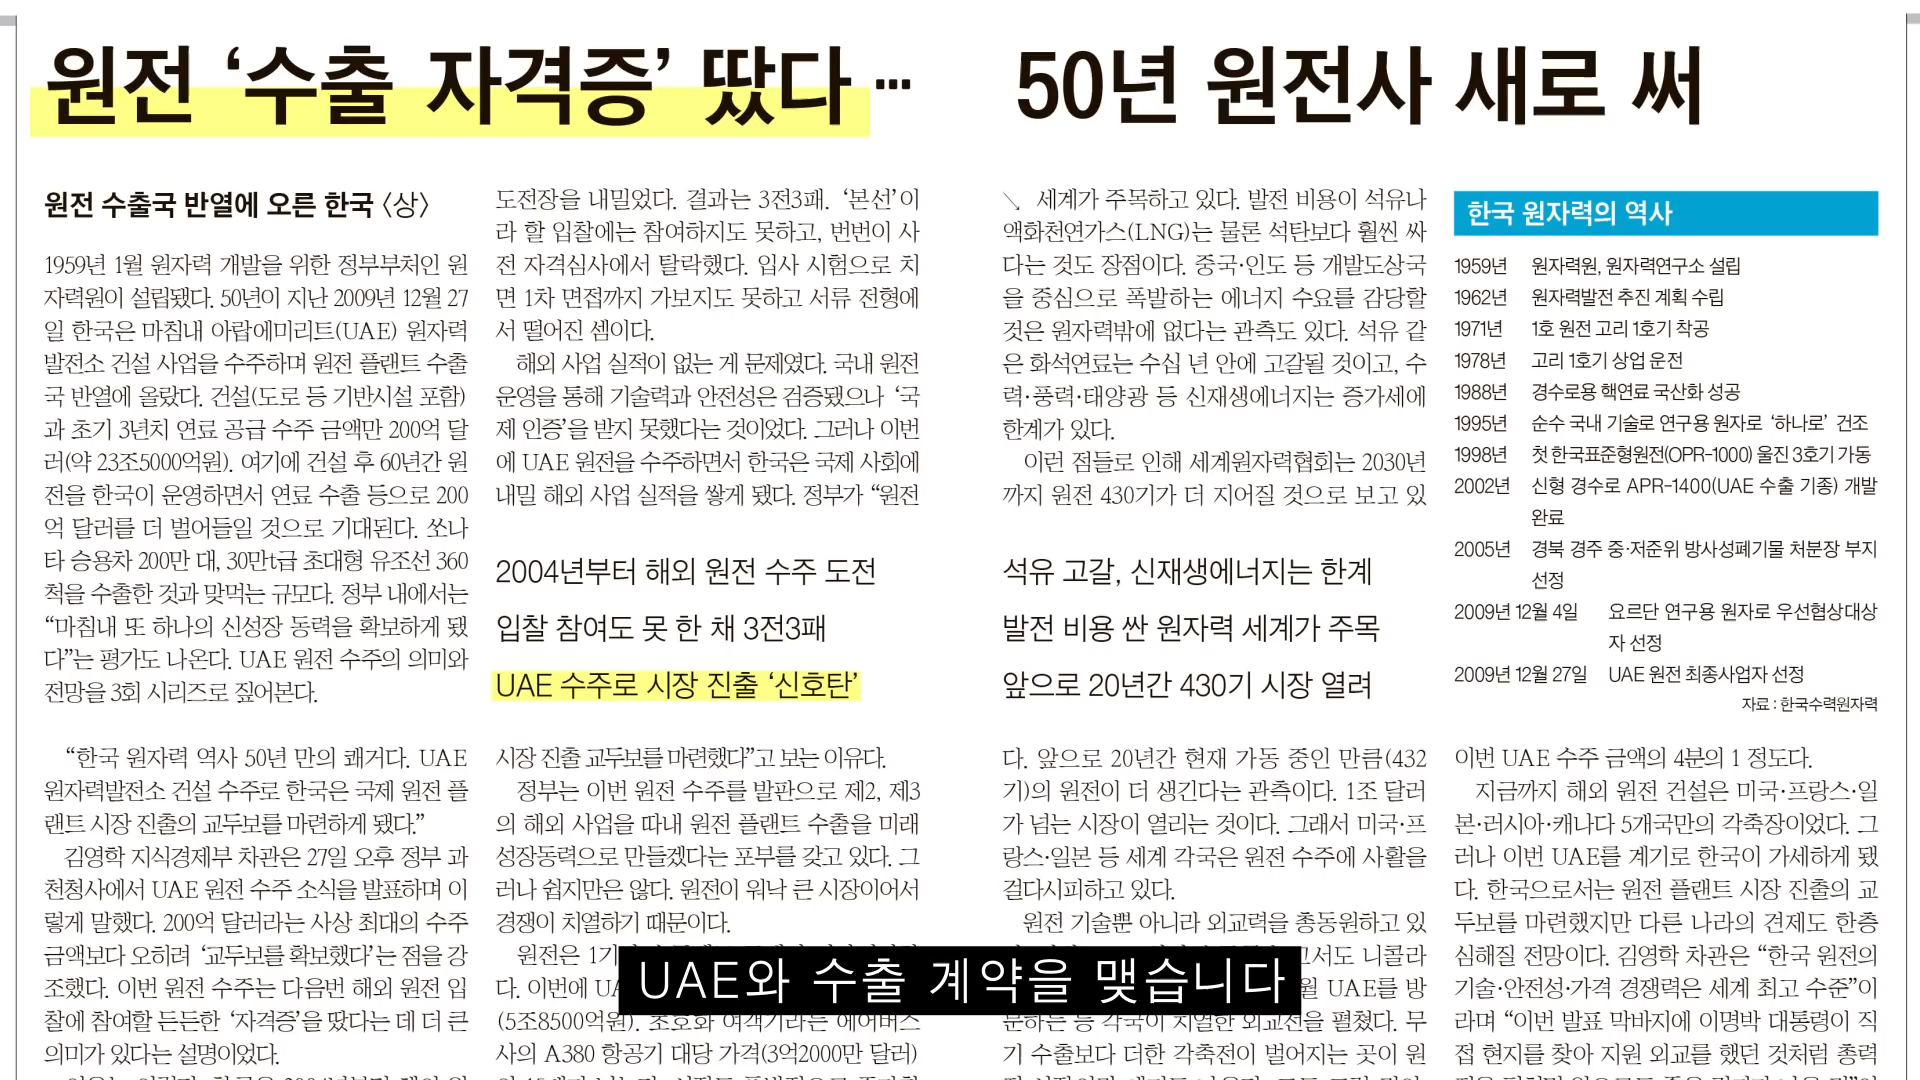 원전 ‘수출 자격증’ 땄다… 50년 원전사 새로 써
원전 수출국 반열에 오른 한국 〈상〉
1959년 1월 원자력 개발을 위한 정부부처인 원
자력원이 설립됐다. 50년이 지난 2009년 12월 27
일 한국은 마침내 아랍에미리트(UAE) 원자력
발전소 건설 사업을 수주하며 원전 플랜트 수출
국 반열에 올랐다. 건설(도로 등 기반시설 포함)
과 초기 3년치 연료 공급 수주 금액만 200억 달
러(약 23조5000억원). 여기에 건설 후 60년간 원
전을 한국이 운영하면서 연료 수출 등으로 200
억 달러를 더 벌어들일 것으로 기대된다. 쏘나
타 승용차 200만 대, 30만t급 초대형 유조선 360
척을 수출한 것과 맞먹는 규모다. 정부 내에서는
“마침내 또 하나의 신성장 동력을 확보하게 됐
다”는 평가도 나온다. UAE 원전 수주의 의미와
전망을 3회 시리즈로 짚어본다.
“한국 원자력 역사 50년 만의 쾌거다. UAE
원자력발전소 건설 수주로 한국은 국제 원전 플
랜트 시장 진출의 교두보를 마련하게 됐다.”
김영학 지식경제부 차관은 27일 오후 정부 과
천청사에서 UAE 원전 수주 소식을 발표하며 이
렇게 말했다. 200억 달러라는 사상 최대의 수주
금액보다 오히려 ‘교두보를 확보했다’는 점을 강
조했다. 이번 원전 수주는 다음번 해외 원전 입
찰에 참여할 든든한 ‘자격증’을 땄다는 데 더 큰
의미가 있다는 설명이었다.
도전장을 내밀었다. 결과는 3전3패. ‘본선’이
라 할 입찰에는 참여하지도 못하고, 번번이 사
전 자격심사에서 탈락했다. 입사 시험으로 치
면 1차 면접까지 가보지도 못하고 서류 전형에
서 떨어진 셈이다.
해외 사업 실적이 없는 게 문제였다. 국내 원전
운영을 통해 기술력과 안전성은 검증됐으나 ‘국
제 인증’을 받지 못했다는 것이었다. 그러나 이번
에 UAE 원전을 수주하면서 한국은 국제 사회에
내밀 해외 사업 실적을 쌓게 됐다. 정부가 “원전
2004년부터 해외 원전 수주 도전
입찰 참여도 못 한 채 3전3패
UAE 수주로 시장 진출 ‘신호탄’
시장 진출 교두보를 마련했다”고 보는 이유다.
정부는 이번 원전 수주를 발판으로 제2, 제3
의 해외 사업을 따내 원전 플랜트 수출을 미래
성장동력으로 만들겠다는 포부를 갖고 있다. 그
러나 쉽지만은 않다. 원전이 워낙 큰 시장이어서
경쟁이 치열하기 때문이다.
원전은 1기
다. 이번에
(5조8500억원). 초호화 여객기라는 에어버스
사의 A380 항공기 대당 가격(3억2000만 달러)
↘ 세계가 주목하고 있다. 발전 비용이 석유나
액화천연가스(LNG)는 물론 석탄보다 훨씬 싸
다는 것도 장점이다. 중국·인도 등 개발도상국
을 중심으로 폭발하는 에너지 수요를 감당할
것은 원자력밖에 없다는 관측도 있다. 석유 같
은 화석연료는 수십 년 안에 고갈될 것이고, 수
력·풍력·태양광 등 신재생에너지는 증가세에
한계가 있다.
이런 점들로 인해 세계원자력협회는 2030년
까지 원전 430기가 더 지어질 것으로 보고 있
석유 고갈, 신재생에너지는 한계
발전 비용 싼 원자력 세계가 주목
앞으로 20년간 430기 시장 열려
다. 앞으로 20년간 현재 가동 중인 만큼(432
기)의 원전이 더 생긴다는 관측이다. 1조 달러
가 넘는 시장이 열리는 것이다. 그래서 미국·프
랑스·일본 등 세계 각국은 원전 수주에 사활을
걸다시피하고 있다.
원전 기술뿐 아니라 외교력을 총동원하고 있
그서도 니콜라
월 UAE를 방
문하는 등 각국이 치열한 외교전을 펼쳤다. 무
기 수출보다 더한 각축전이 벌어지는 곳이 원
한국 원자력의 역사
1959년 원자력원, 원자력연구소 설립
1962년 원자력발전 추진 계획 수립
1971년 1호 원전 고리 1호기 착공
1978년 고리 1호기 상업 운전
1988년 경수로용 핵연료 국산화 성공
1995년 순수 국내 기술로 연구용 원자로 ‘하나로’ 건조
1998년 첫 한국표준형원전(OPR-1000) 울진 3호기 가동
2002년 신형 경수로 APR-1400(UAE 수출 기종) 개발
완료
2005년 경북 경주 중·저준위 방사성폐기물 처분장 부지
선정
2009년 12월 4일 요르단 연구용 원자로 우선협상대상
자 선정
2009년 12월 27일 UAE 원전 최종사업자 선정
자료 : 한국수력원자력
이번 UAE 수주 금액의 4분의 1 정도다.
지금까지 해외 원전 건설은 미국·프랑스·일
본·러시아·캐나다 5개국만의 각축장이었다. 그
러나 이번 UAE를 계기로 한국이 가세하게 됐
다. 한국으로서는 원전 플랜트 시장 진출의 교
두보를 마련했지만 다른 나라의 견제도 한층
심해질 전망이다. 김영학 차관은 “한국 원전의
기술·안전성·가격 경쟁력은 세계 최고 수준”이
라며 “이번 발표 막바지에 이명박 대통령이 직
접 현지를 찾아 지원 외교를 했던 것처럼 총력
UAE와 수출 계약을 맺습니다